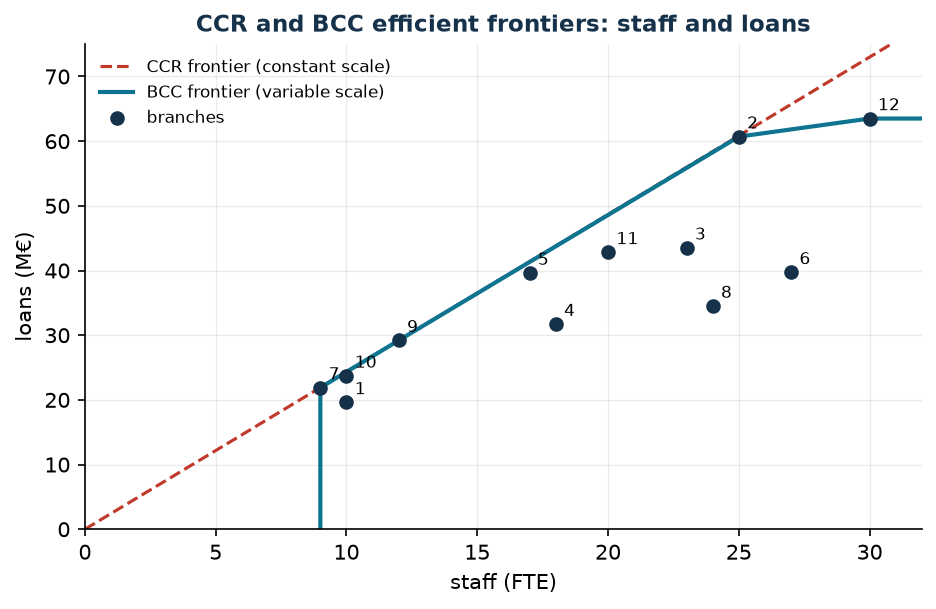 CCR and BCC efficient frontiers: staff and loans
CCR frontier (constant scale)
BCC frontier (variable scale)
branches
loans (M€)
70
60
50
40
30
20
10
0
2
12
11
3
5
6
8
4
9
10
7
1
0 5 10 15 20 25 30
staff (FTE)